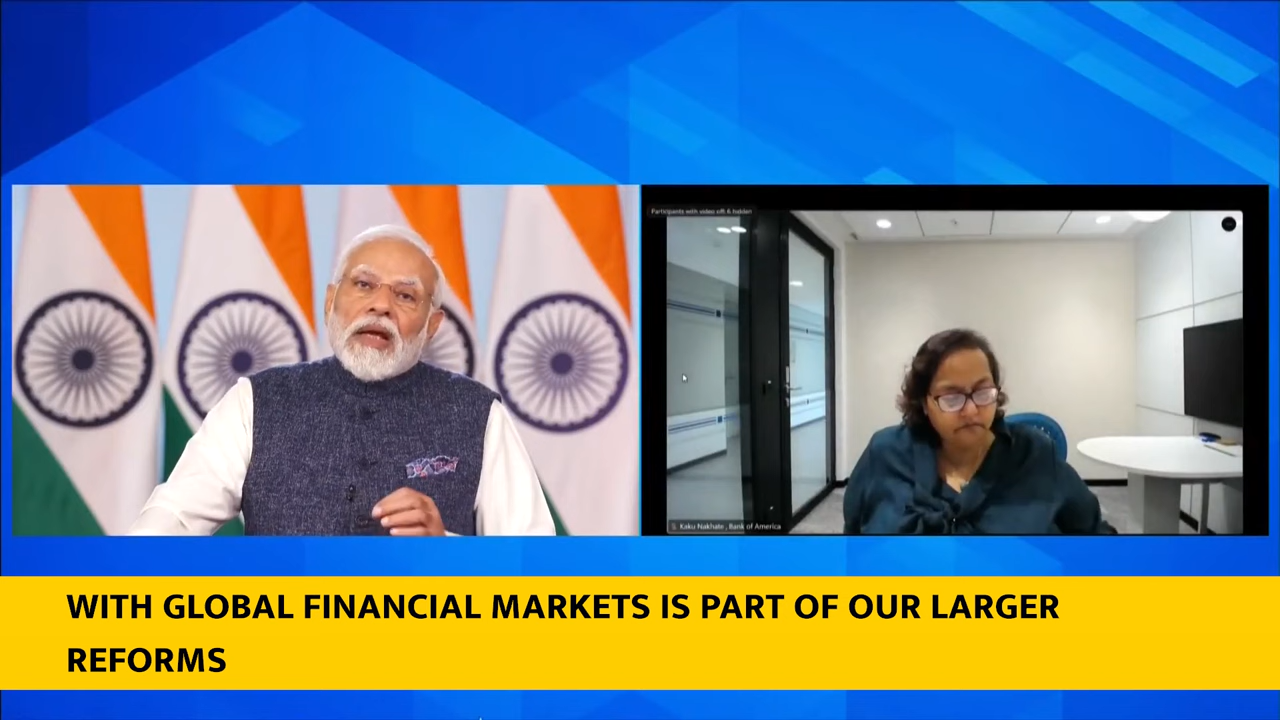 Participants with video off: 6 hidden
Kaku Nakhate , Bank of America
WITH GLOBAL FINANCIAL MARKETS IS PART OF OUR LARGER
REFORMS